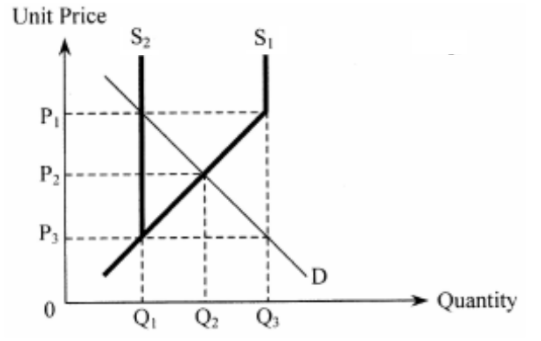 Unit Price
S₂
S₁
P₁
P₂
P₃
D
0
Q₁
Q₂
Q₃
Quantity